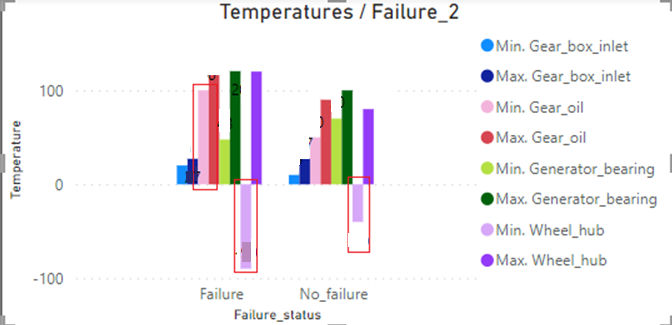 Temperatures / Failure_2
Min. Gear_box_inlet
Max. Gear_box_inlet
Min. Gear_oil
Max. Gear_oil
Min. Generator_bearing
Max. Generator_bearing
Min. Wheel_hub
Max. Wheel_hub
Temperature
100
0
-100
Failure
No_failure
Failure_status